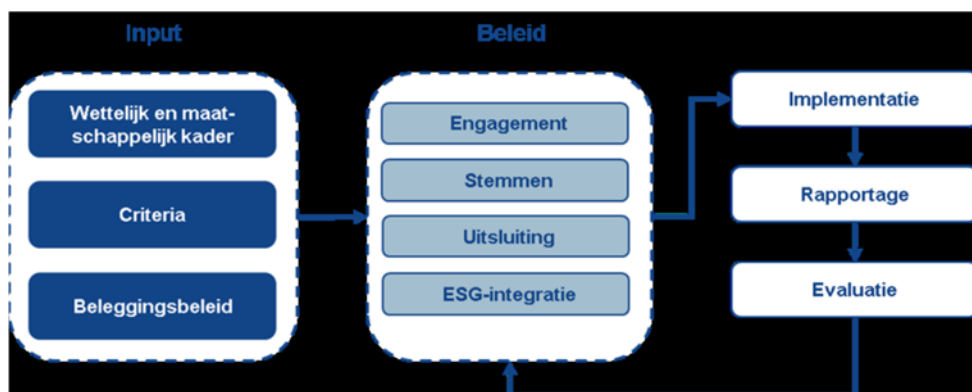 Input
Wettelijk en maat-
schappelijk kader
Criteria
Beleggingsbeleid
Beleid
Engagement
Stemmen
Uitsluiting
ESG-integratie
Implementatie
Rapportage
Evaluatie